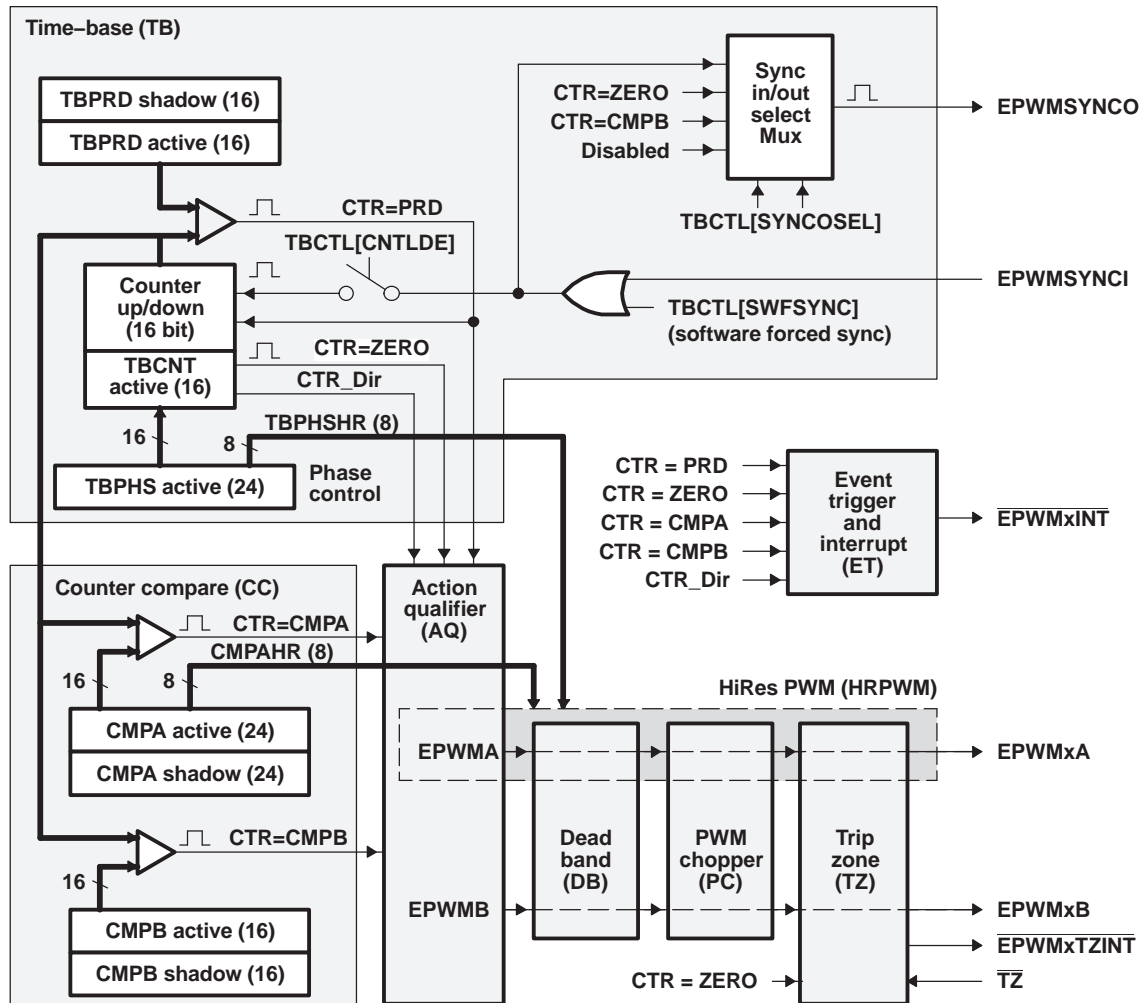 Time–base (TB)
TBPRD shadow (16)
TBPRD active (16)
CTR=ZERO
CTR=CMPB
Disabled
Sync
in/out
select
Mux
EPWMSYNCO
TBCTL[SYNCOSEL]
CTR=PRD
TBCTL[CNTLDE]
Counter
up/down
(16 bit)
TBCNT
active (16)
EPWMSYNCI
TBCTL[SWFSYNC]
(software forced sync)
CTR=ZERO
CTR_Dir
16
8
TBPHSHR (8)
TBPHS active (24)
Phase
control
CTR = PRD
CTR = ZERO
CTR = CMPA
CTR = CMPB
CTR_Dir
Event
trigger
and
interrupt
(ET)
EPWMxINT
Counter compare (CC)
Action
qualifier
(AQ)
CTR=CMPA
CMPAHR (8)
16
8
CMPA active (24)
CMPA shadow (24)
HiRes PWM (HRPWM)
EPWMA
EPWMxA
CTR=CMPB
16
CMPB active (16)
CMPB shadow (16)
Dead
band
(DB)
PWM
chopper
(PC)
Trip
zone
(TZ)
EPWMB
EPWMxB
EPWMxTZINT
CTR = ZERO
TZ